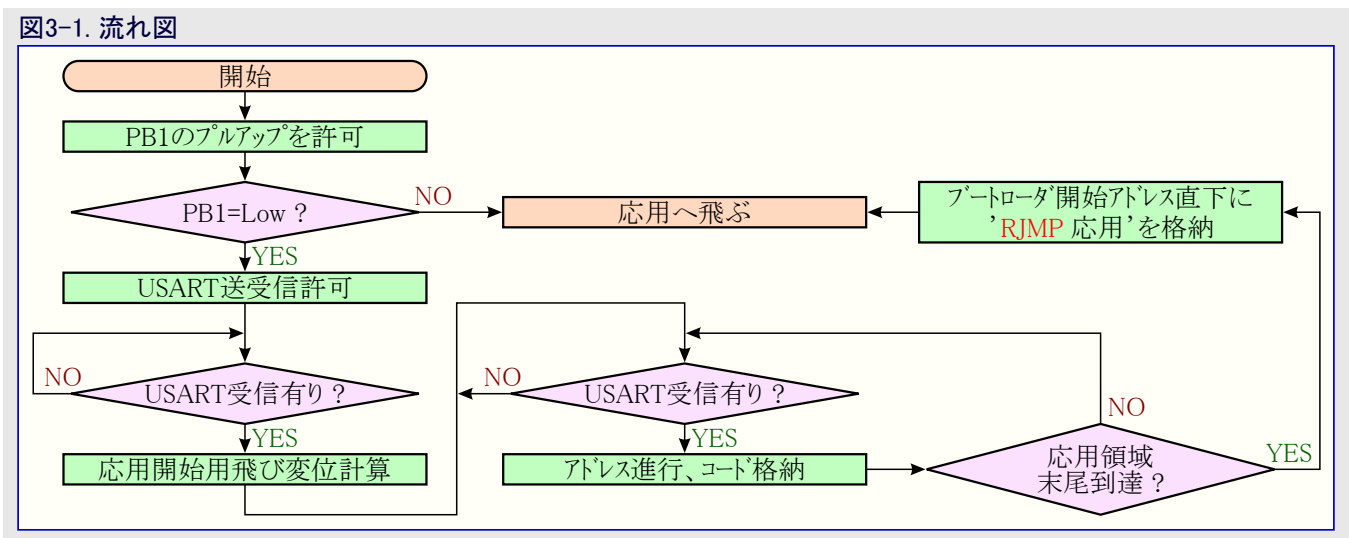 図3-1. 流れ図
開始
PB1のプルアップを許可
PB1=Low ?
NO
YES
応用へ飛ぶ
ブートローダ開始アドレス直下に
'RJMP 応用'を格納
USART送受信許可
NO
USART受信有り ?
YES
応用開始用飛び変位計算
NO
USART受信有り ?
YES
アドレス進行、コード格納
NO
応用領域
末尾到達 ?
YES